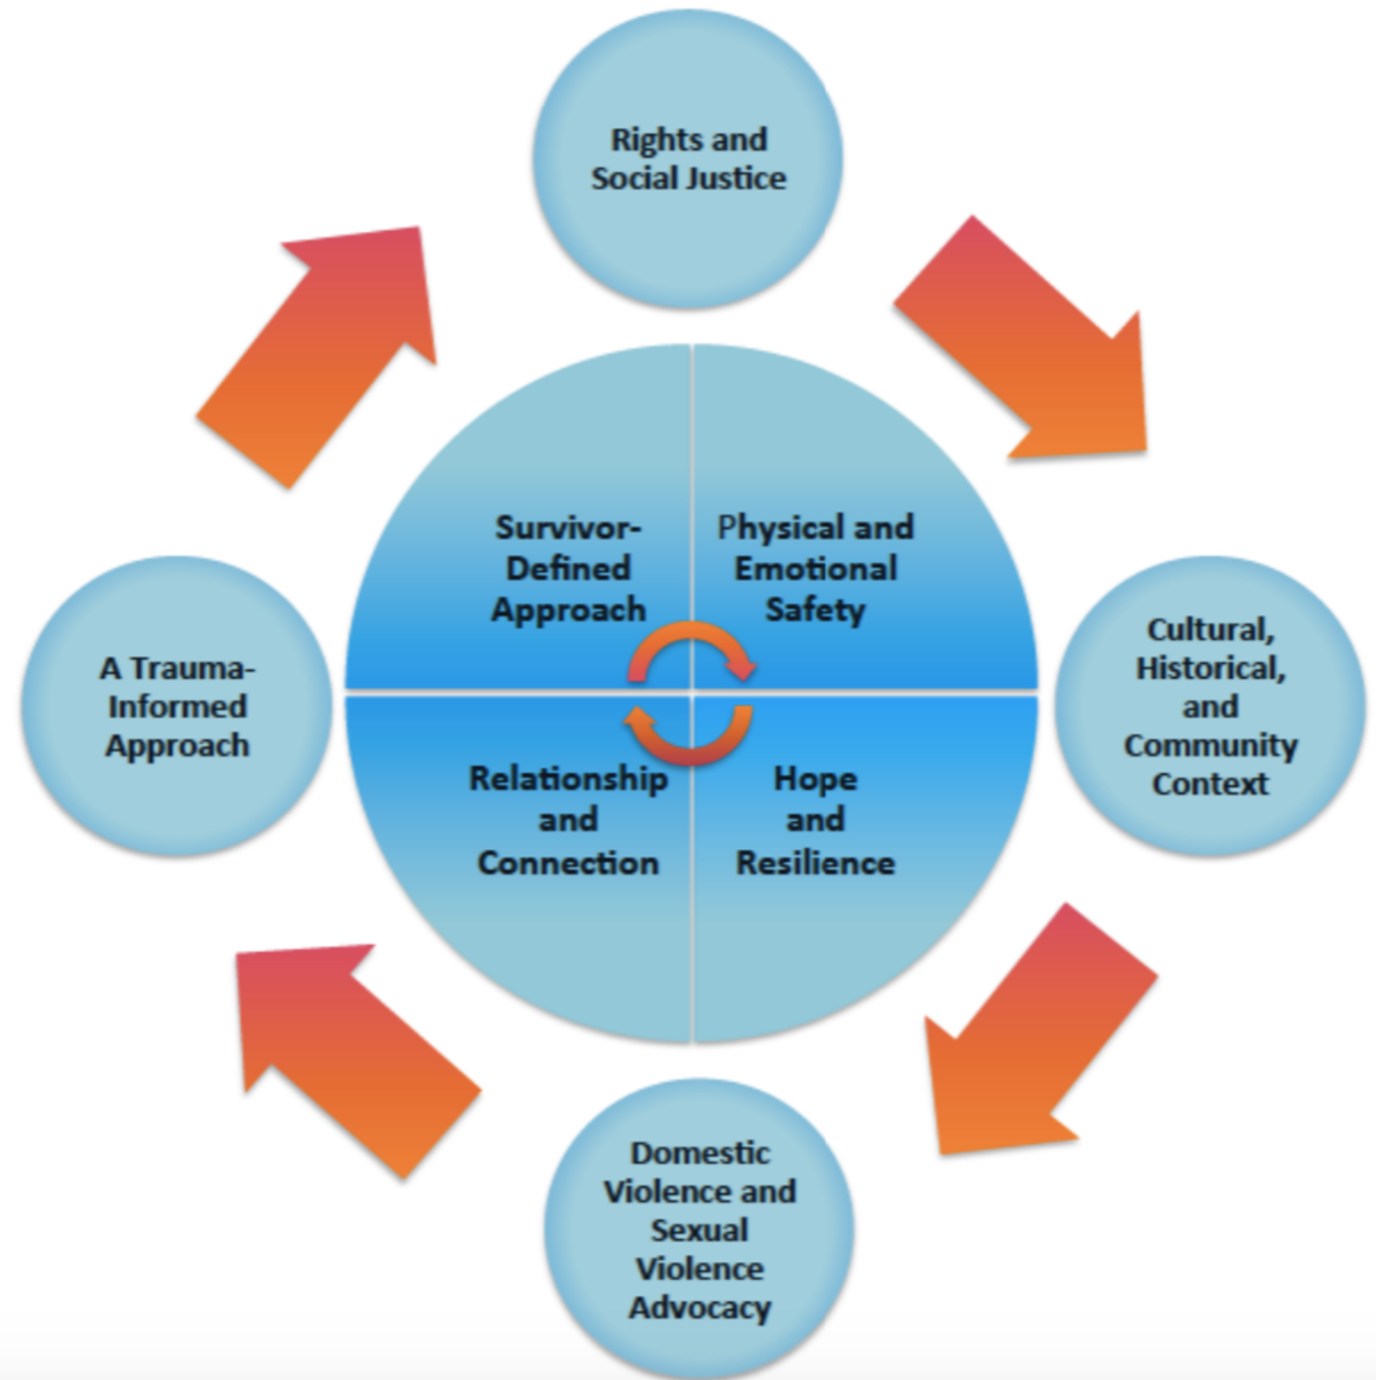 Rights and
Social Justice
Survivor-
Defined
Approach
Physical and
Emotional
Safety
A Trauma-
Informed
Approach
Cultural,
Historical,
and
Community
Context
Relationship
and
Connection
Hope
and
Resilience
Domestic
Violence and
Sexual
Violence
Advocacy